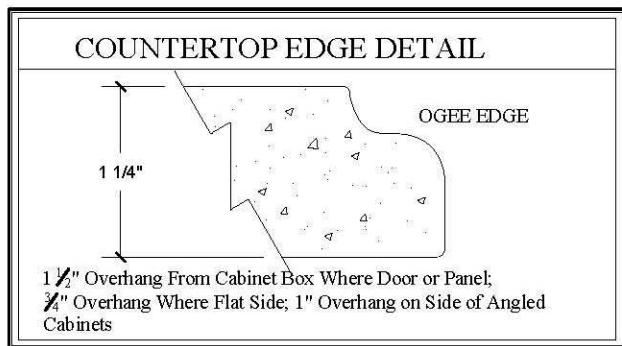 COUNTERTOP EDGE DETAIL
OGEE EDGE
1 1/4"
1 1/2" Overhang From Cabinet Box Where Door or Panel;
3/4" Overhang Where Flat Side; 1" Overhang on Side of Angled
Cabinets